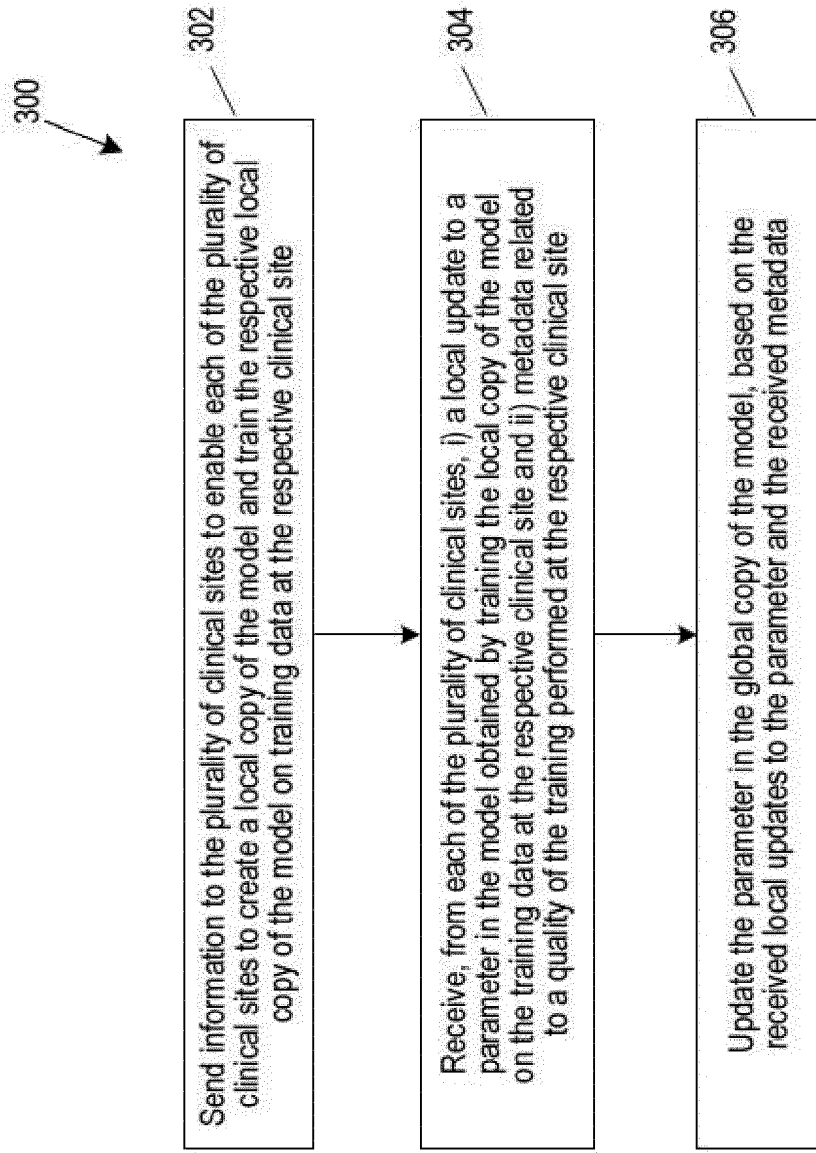 300
Send information to the plurality of clinical sites to enable each of the plurality of
clinical sites to create a local copy of the model and train the respective local
copy of the model on training data at the respective clinical site
302
Receive, from each of the plurality of clinical sites, i) a local update to a
parameter in the model obtained by training the local copy of the model
on the training data at the respective clinical site and ii) metadata related
to a quality of the training performed at the respective clinical site
304
Update the parameter in the global copy of the model, based on the
received local updates to the parameter and the received metadata
306